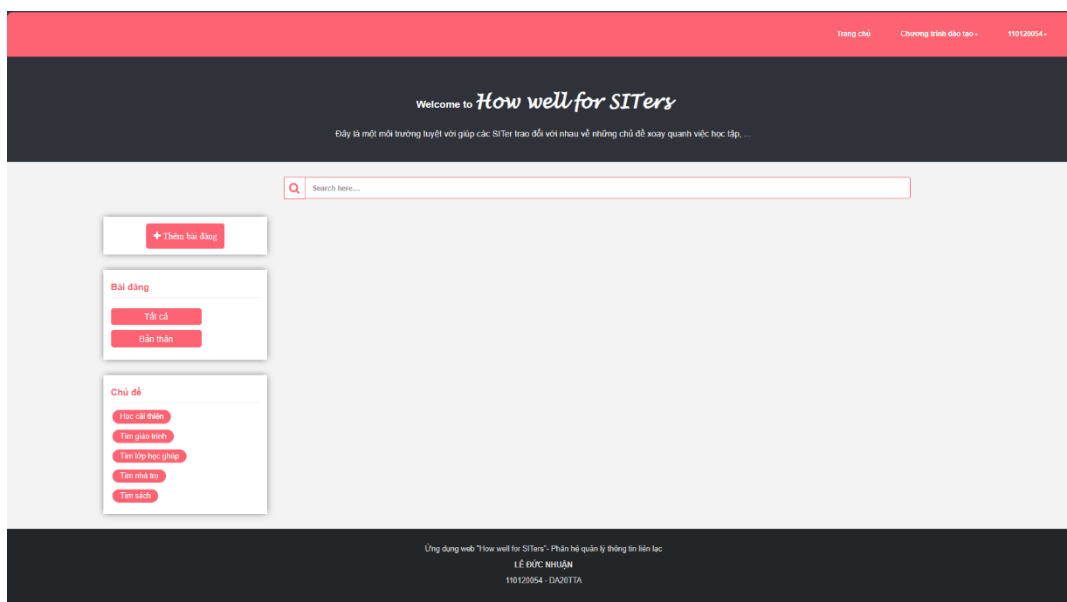 Trang chủ
Chương trình đào tạo
110120054
Welcome to How well for SITers
Đây là một môi trường tuyệt vời giúp các SITer trao đổi với nhau về những chủ đề xoay quanh việc học tập, ...
Search here....
Thêm bài đăng
Bài đăng
Tất cả
Bản thân
Chủ đề
Học cải thiện
Tìm giáo trình
Tìm lớp học ghép
Tìm nhà trọ
Tìm sách
Ứng dụng web "How well for SITers"- Phân hệ quản lý thông tin liên lạc
LÊ ĐỨC NHUẬN
110120054 - DA20TTA